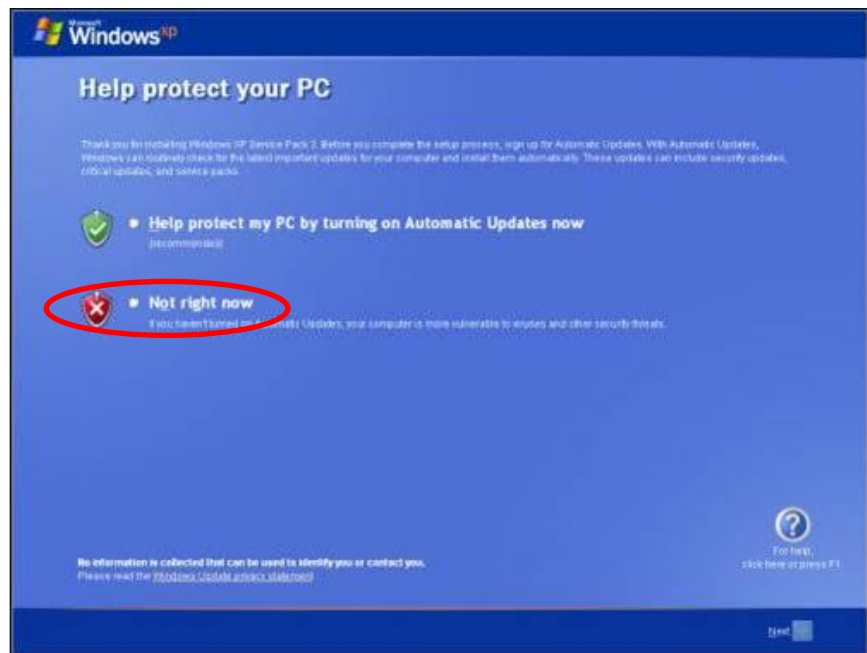 Microsoft
Windows xp
Help protect your PC
Thank you for installing Windows XP Service Pack 3. Before you complete the setup process, sign up for Automatic Updates. With Automatic Updates,
Windows can routinely check for the latest important updates for your computer and install them automatically. These updates can include security updates,
critical updates, and service packs.
Help protect my PC by turning on Automatic Updates now
(recommended)
Not right now
If you haven't turned on Automatic Updates, your computer is more vulnerable to viruses and other security threats.
No information is collected that can be used to identify you or contact you.
Please read the Windows Update privacy statement
For help,
click here or press F1
Next